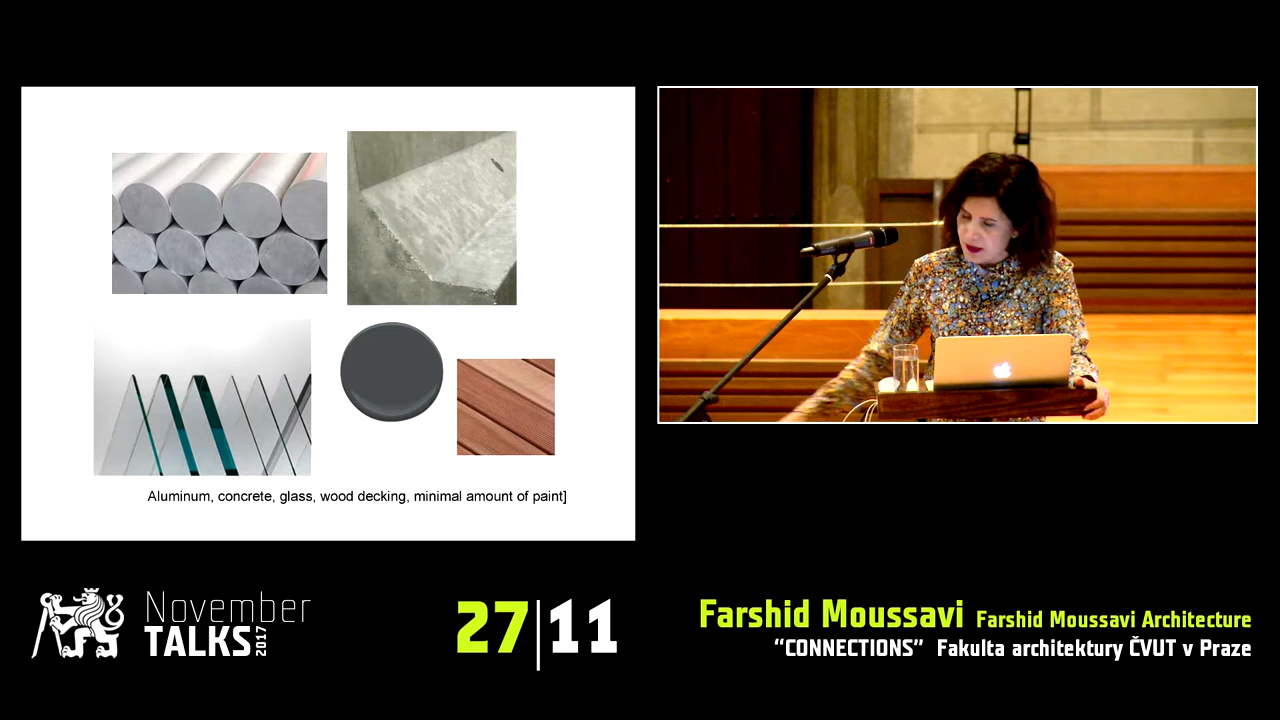 Aluminum, concrete, glass, wood decking, minimal amount of paint]
November
TALKS 2017
27|11
Farshid Moussavi Farshid Moussavi Architecture
“CONNECTIONS” Fakulta architektury ČVUT v Praze